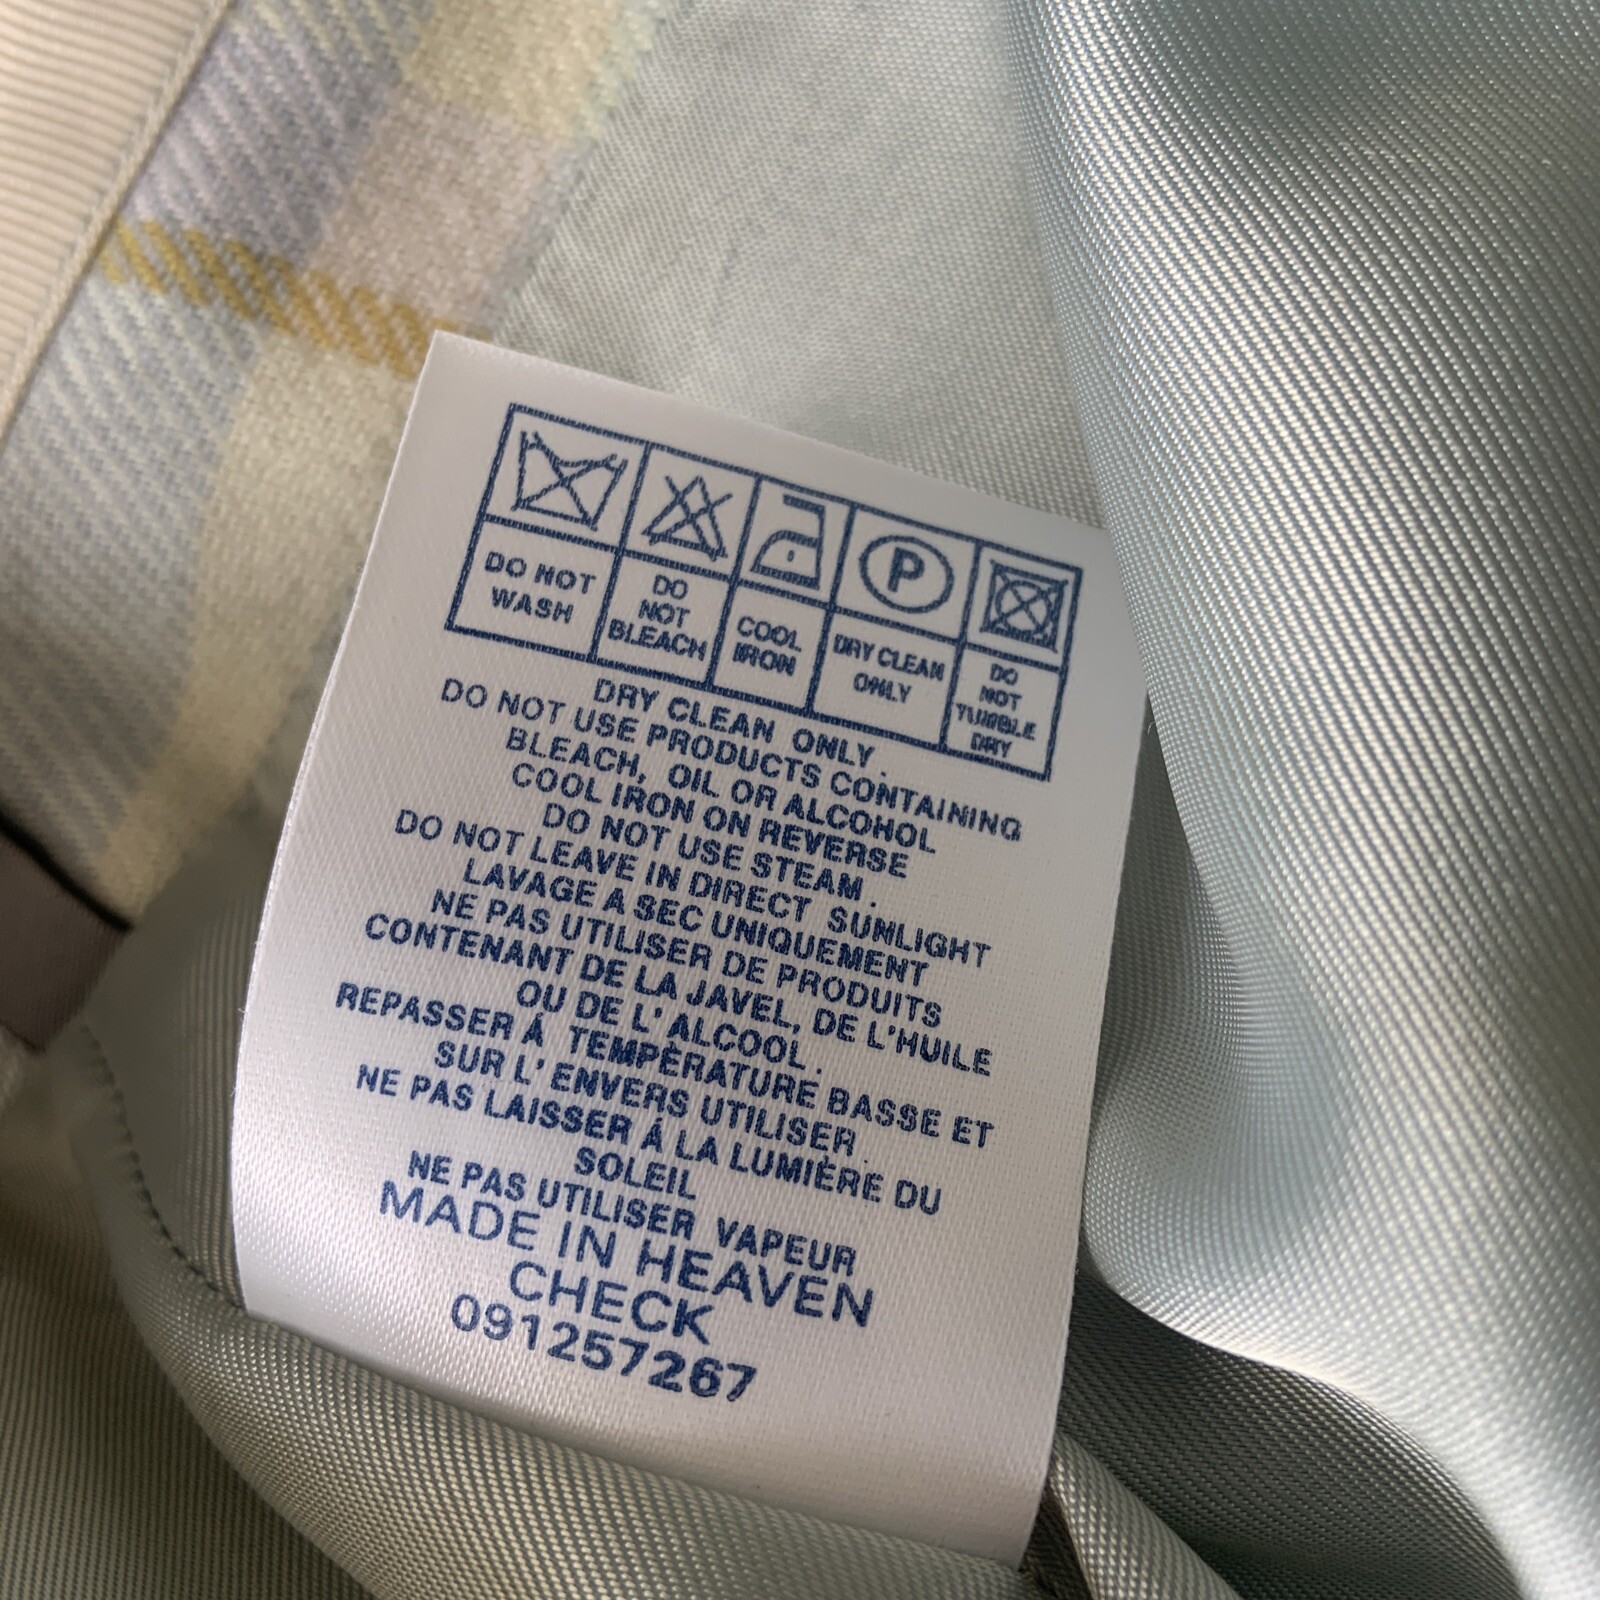 P
DO NOT WASH
DO NOT BLEACH
COOL IRON
DRY CLEAN ONLY
DO NOT TUMBLE DRY
DRY CLEAN ONLY.
DO NOT USE PRODUCTS CONTAINING
BLEACH, OIL OR ALCOHOL
COOL IRON ON REVERSE
DO NOT USE STEAM.
DO NOT LEAVE IN DIRECT SUNLIGHT
LAVAGE A SEC UNIQUEMENT
NE PAS UTILISER DE PRODUITS
CONTENANT DE LA JAVEL, DE L'HUILE
OU DE L'ALCOOL.
REPASSER Á TEMPÈRATURE BASSE ET
SUR L'ENVERS UTILISER.
NE PAS LAISSER Á LA LUMIÈRE DU
SOLEIL
NE PAS UTILISER VAPEUR
MADE IN HEAVEN
CHECK
091257267